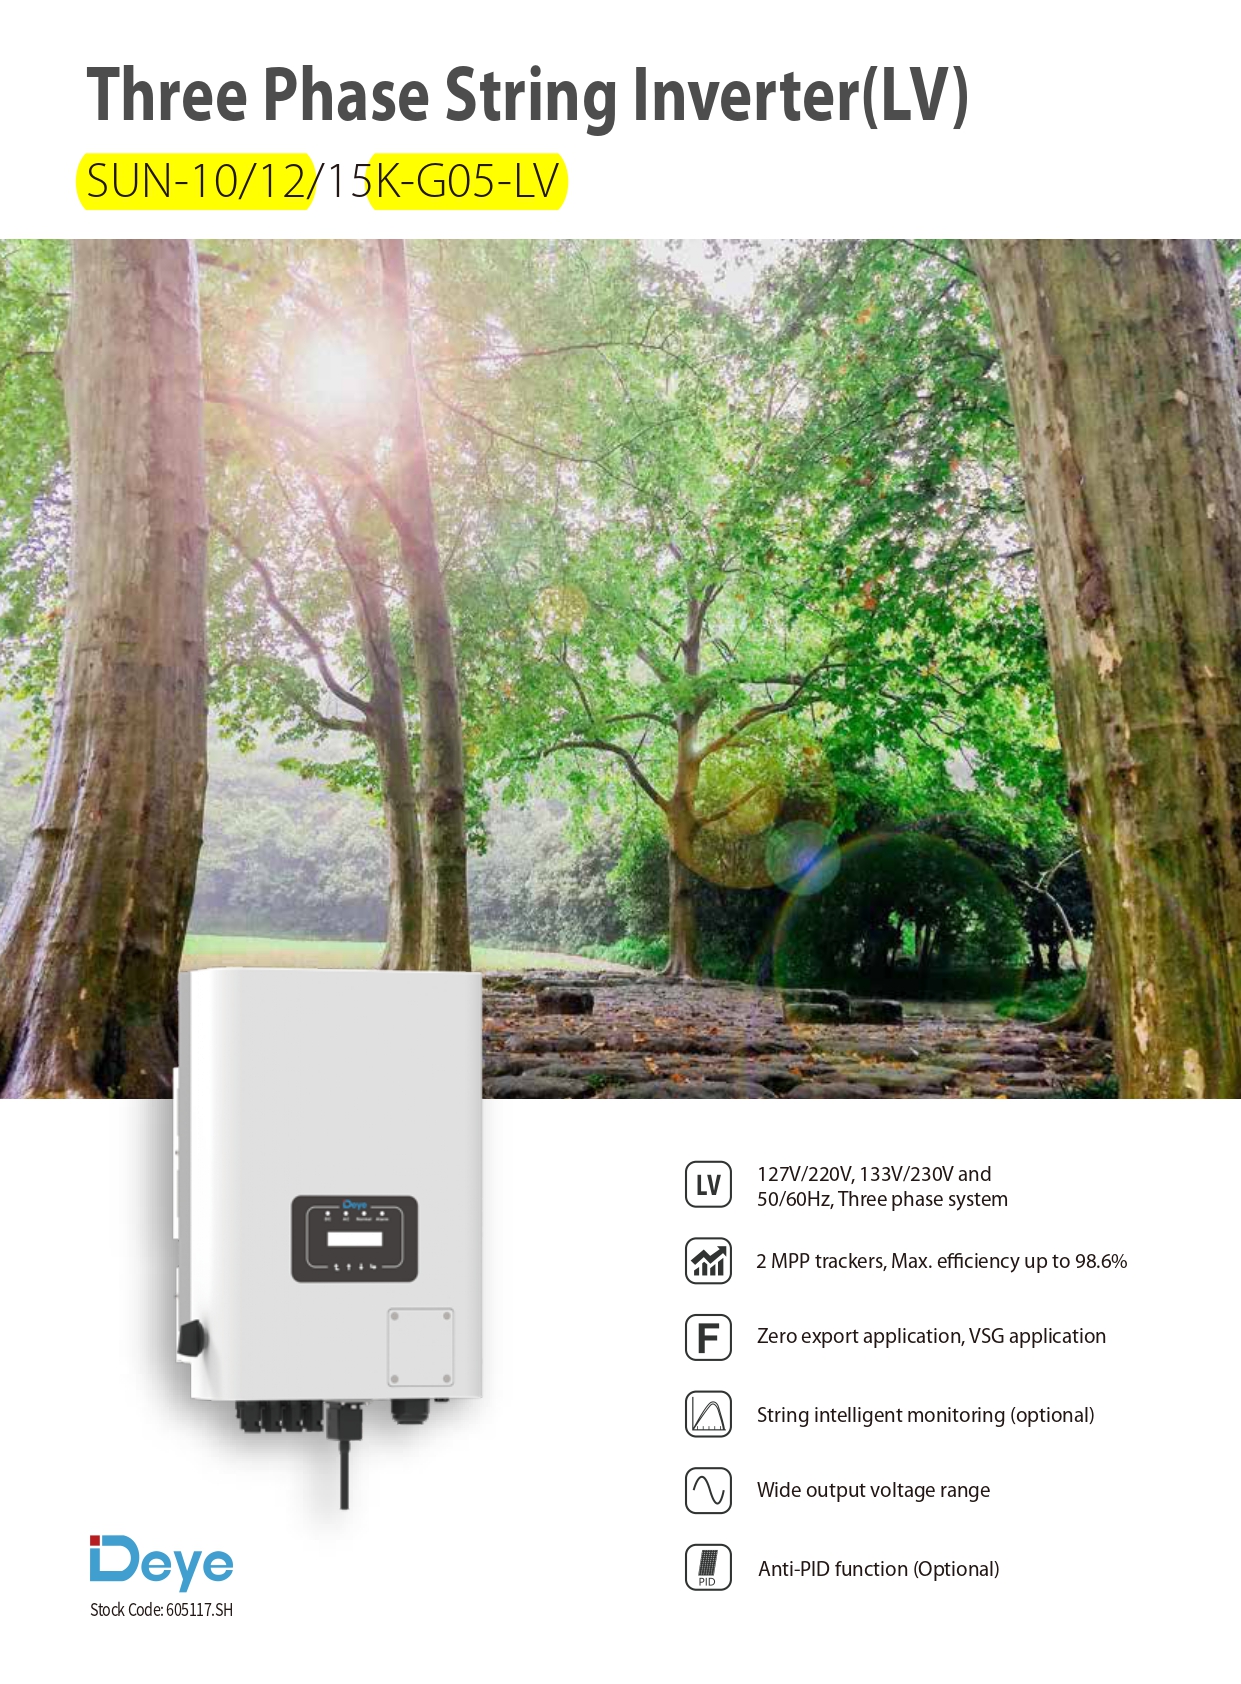 Three Phase String Inverter(LV)
SUN-10/12/15K-G05-LV
Deye
LV
127V/220V, 133V/230V and
50/60Hz, Three phase system
2 MPP trackers, Max. efficiency up to 98.6%
F
Zero export application, VSG application
String intelligent monitoring (optional)
Wide output voltage range
PID
Anti-PID function (Optional)
Deye
Stock Code: 605117.SH